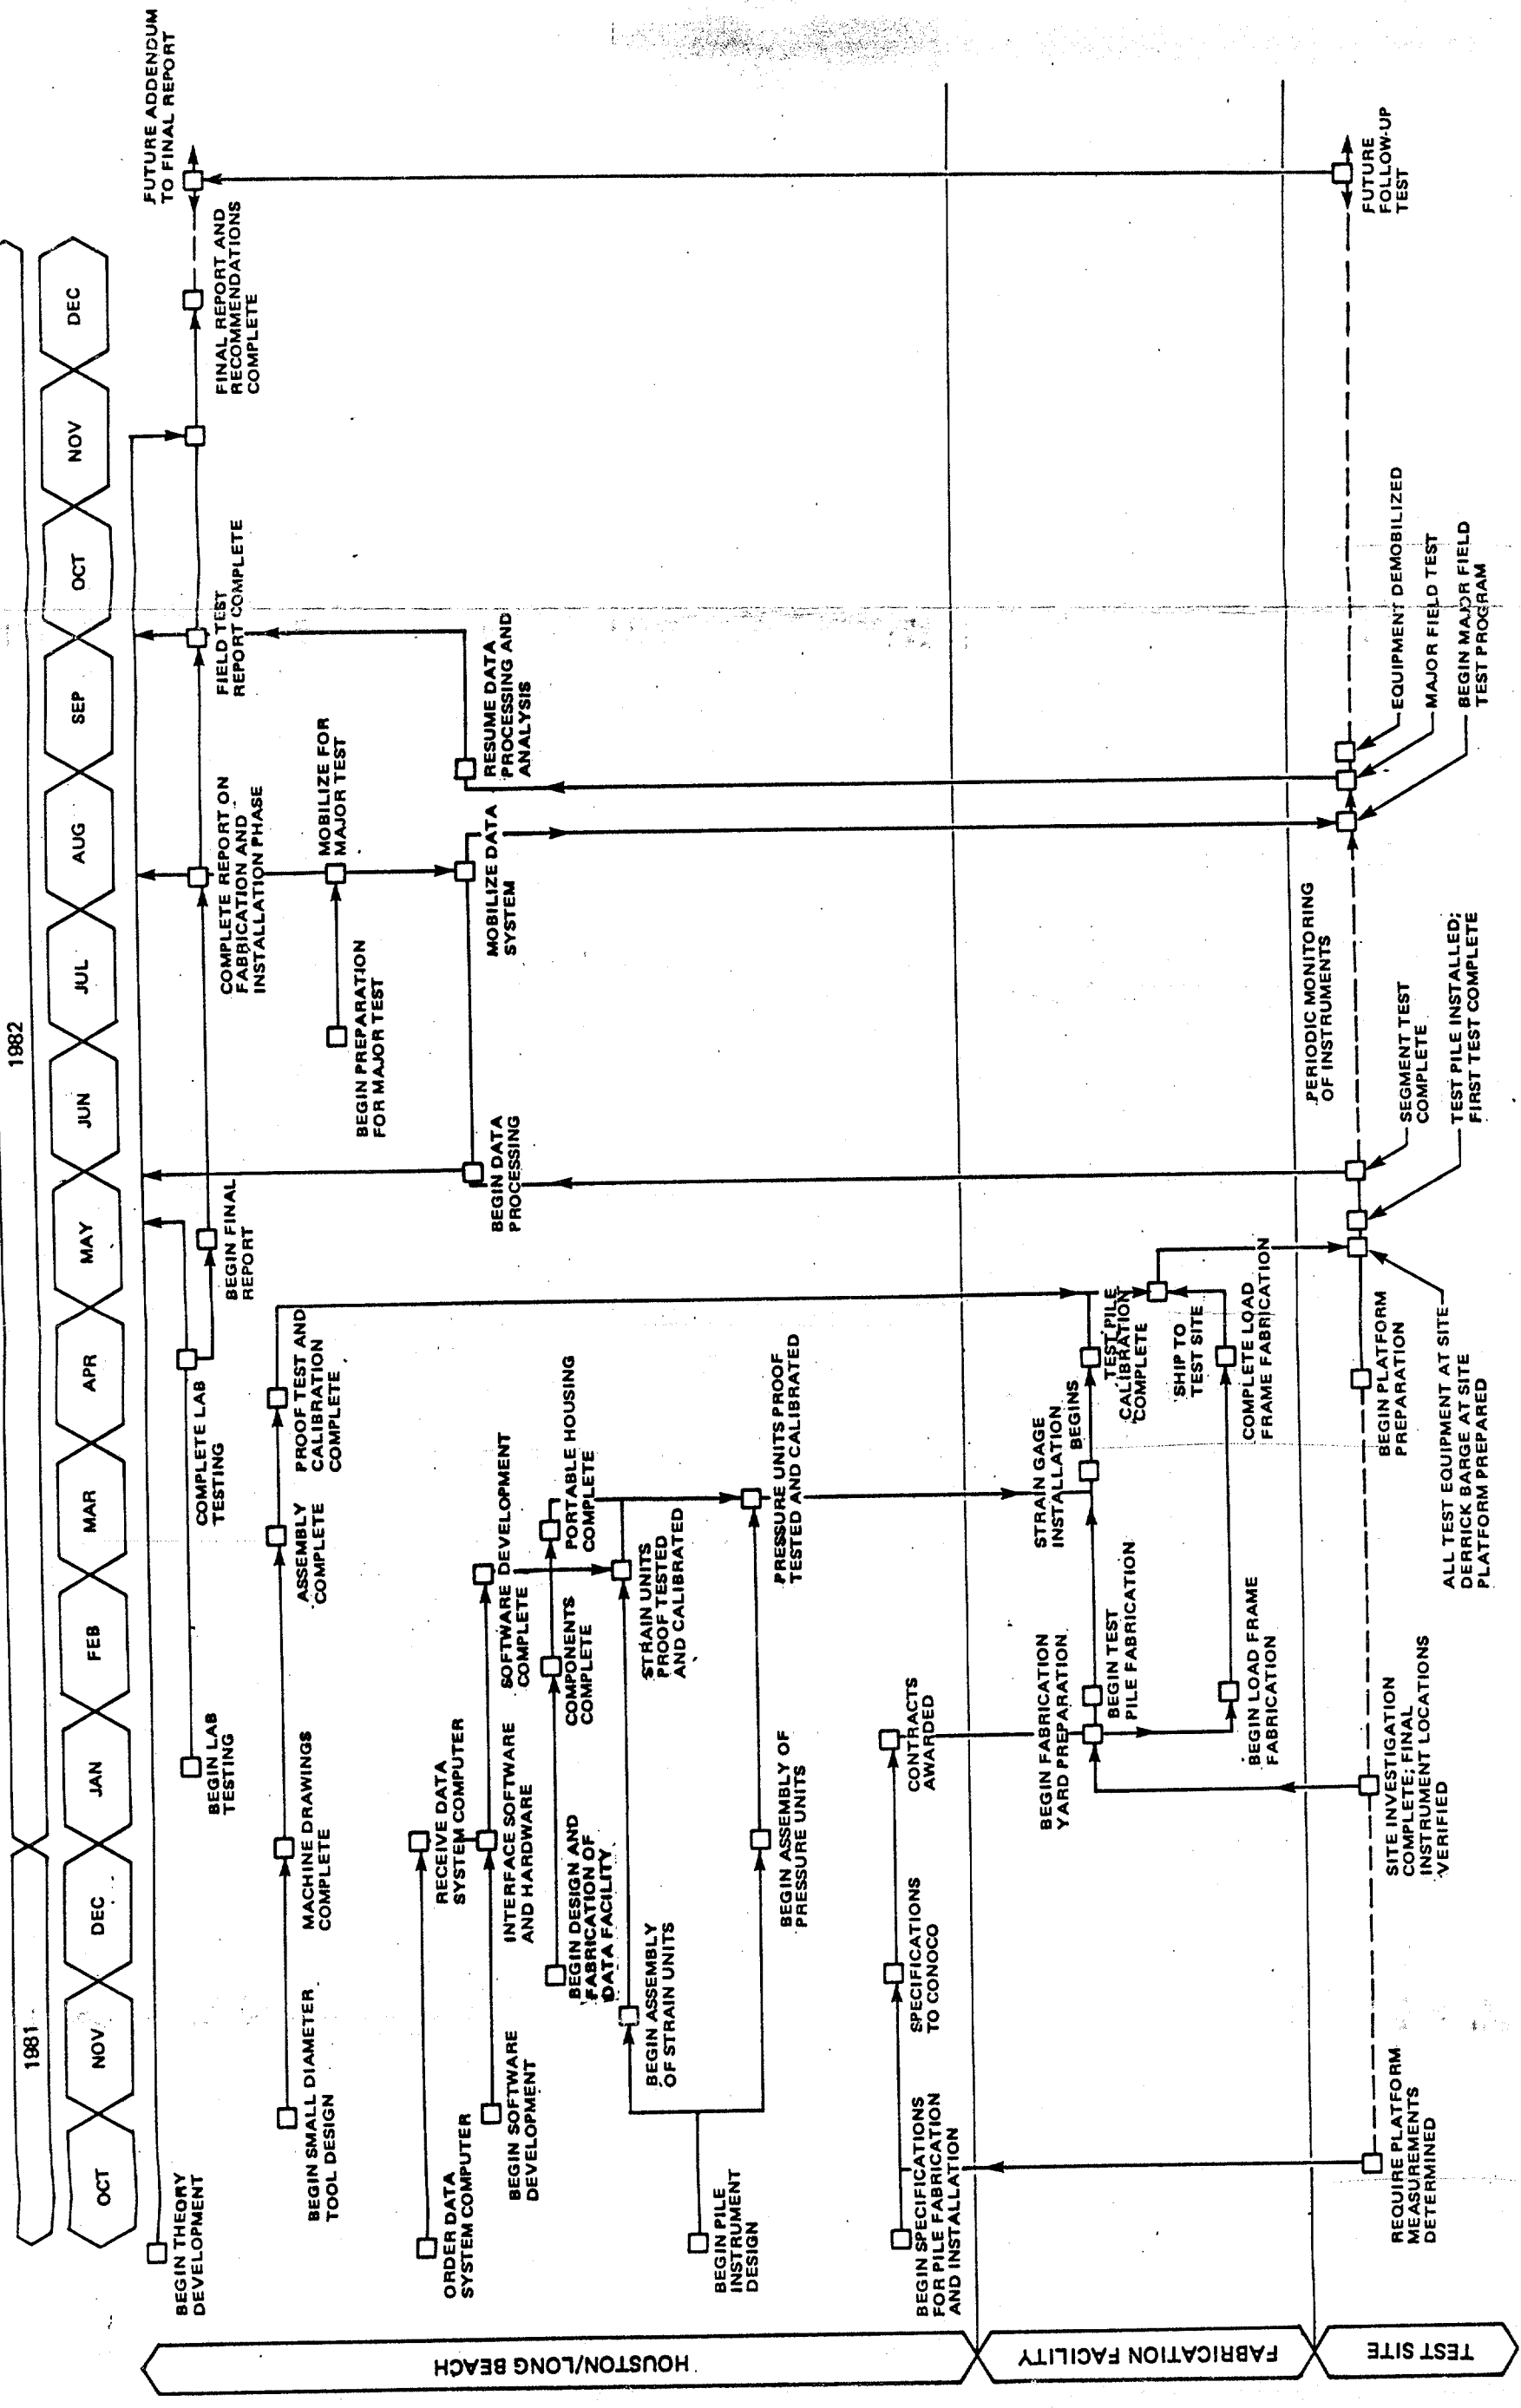 1981
1982
OCT
NOV
DEC
JAN
FEB
MAR
APR
MAY
JUN
JUL
AUG
SEP
OCT
NOV
DEC
HOUSTON/LONG BEACH
BEGIN THEORY
DEVELOPMENT
BEGIN LAB
TESTING
COMPLETE LAB
TESTING
BEGIN FINAL
REPORT
COMPLETE REPORT ON
FABRICATION AND
INSTALLATION PHASE
FIELD TEST
REPORT COMPLETE
FINAL REPORT AND
RECOMMENDATIONS
COMPLETE
FUTURE ADDENDUM
TO FINAL REPORT
BEGIN SMALL DIAMETER
TOOL DESIGN
MACHINE DRAWINGS
COMPLETE
ASSEMBLY
COMPLETE
PROOF TEST AND
CALIBRATION
COMPLETE
BEGIN PREPARATION
FOR MAJOR TEST
MOBILIZE FOR
MAJOR TEST
ORDER DATA
SYSTEM COMPUTER
RECEIVE DATA
SYSTEM COMPUTER
BEGIN SOFTWARE
DEVELOPMENT
INTERFACE SOFTWARE
AND HARDWARE
SOFTWARE DEVELOPMENT
COMPLETE
BEGIN DATA
PROCESSING
MOBILIZE DATA
SYSTEM
RESUME DATA
PROCESSING AND
ANALYSIS
BEGIN DESIGN AND
FABRICATION OF
DATA FACILITY
COMPONENTS
COMPLETE
PORTABLE HOUSING
COMPLETE
BEGIN ASSEMBLY
OF STRAIN UNITS
STRAIN UNITS
PROOF TESTED
AND CALIBRATED
BEGIN PILE
INSTRUMENT
DESIGN
BEGIN ASSEMBLY OF
PRESSURE UNITS
PRESSURE UNITS PROOF
TESTED AND CALIBRATED
BEGIN SPECIFICATIONS
FOR PILE FABRICATION
AND INSTALLATION
SPECIFICATIONS
TO CONOCO
CONTRACTS
AWARDED
FABRICATION FACILITY
BEGIN FABRICATION
YARD PREPARATION
BEGIN TEST
PILE FABRICATION
STRAIN GAGE
INSTALLATION
BEGINS
TEST PILE
CALIBRATION
COMPLETE
SHIP TO
TEST SITE
BEGIN LOAD FRAME
FABRICATION
COMPLETE LOAD
FRAME FABRICATION
TEST SITE
REQUIRE PLATFORM
MEASUREMENTS
DETERMINED
SITE INVESTIGATION
COMPLETE; FINAL
INSTRUMENT LOCATIONS
VERIFIED
BEGIN PLATFORM
PREPARATION
ALL TEST EQUIPMENT AT SITE
DERRICK BARGE AT SITE
PLATFORM PREPARED
PERIODIC MONITORING
OF INSTRUMENTS
SEGMENT TEST
COMPLETE
TEST PILE INSTALLED;
FIRST TEST COMPLETE
EQUIPMENT DEMOBILIZED
MAJOR FIELD TEST
BEGIN MAJOR FIELD
TEST PROGRAM
FUTURE
FOLLOW-UP
TEST